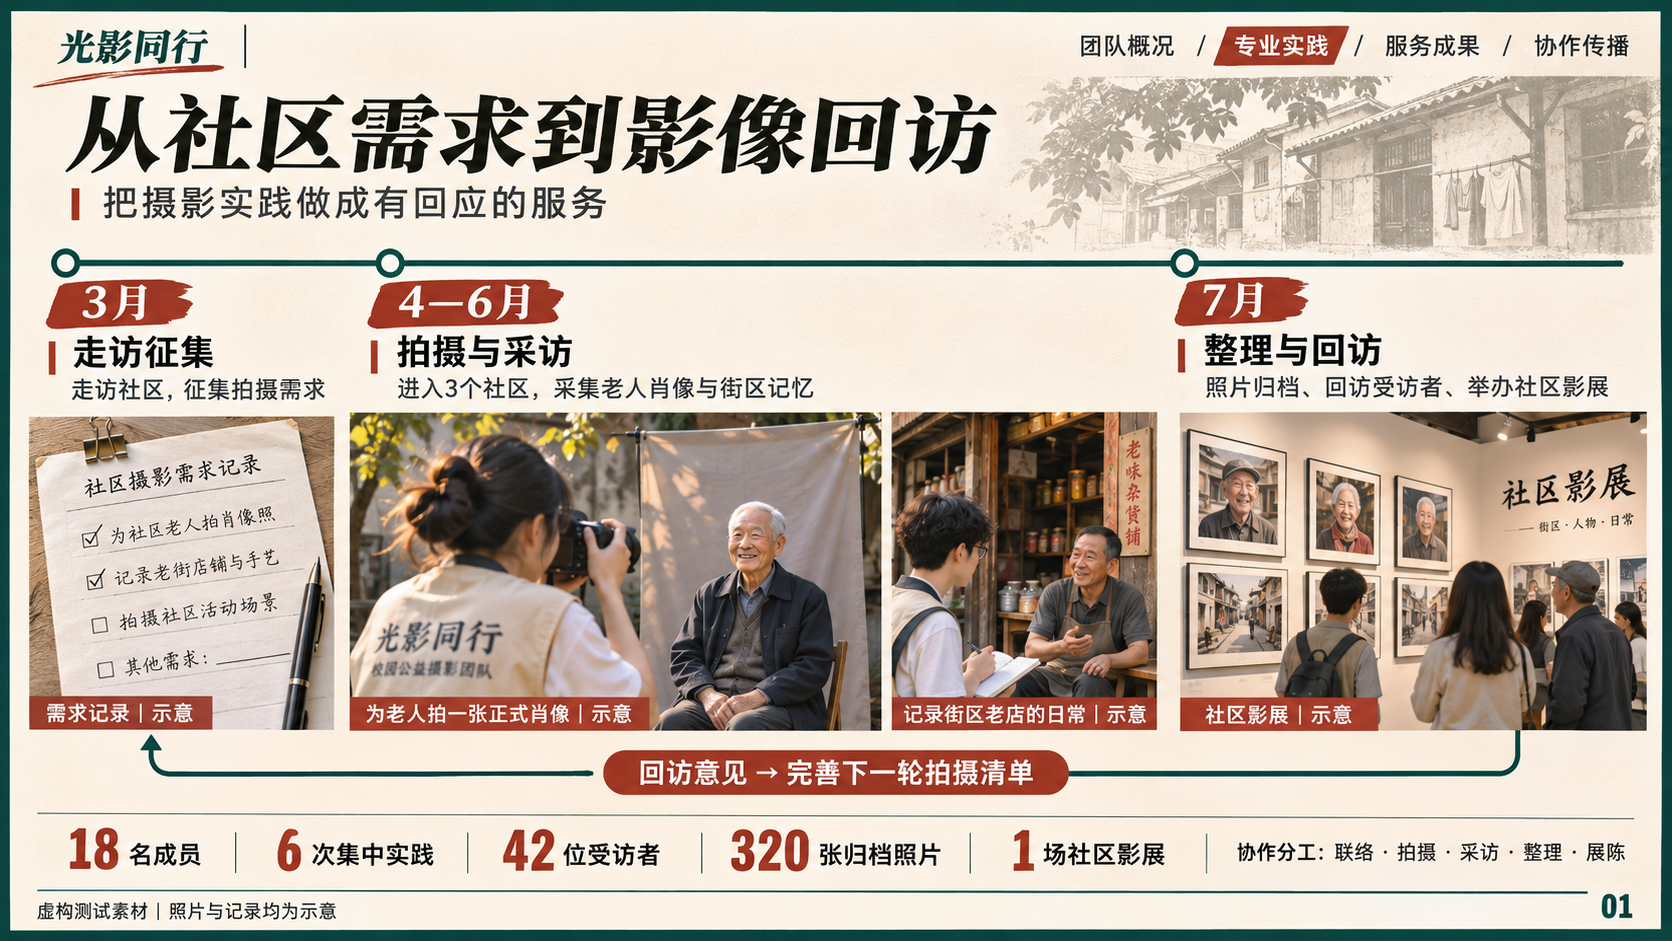 光影同行
团队概况 / 专业实践 / 服务成果 / 协作传播
从社区需求到影像回访
把摄影实践做成有回应的服务
3月
走访征集
走访社区，征集拍摄需求
4—6月
拍摄与采访
进入3个社区，采集老人肖像与街区记忆
7月
整理与回访
照片归档、回访受访者、举办社区影展
社区摄影需求记录
为社区老人拍肖像照
记录老街店铺与手艺
拍摄社区活动场景
其他需求：
需求记录｜示意
光影同行
校园公益摄影团队
为老人拍一张正式肖像｜示意
老味杂货铺
记录街区老店的日常｜示意
社区影展
——街区·人物·日常
社区影展｜示意
回访意见 → 完善下一轮拍摄清单
18 名成员
6 次集中实践
42 位受访者
320 张归档照片
1 场社区影展
协作分工：联络 · 拍摄 · 采访 · 整理 · 展陈
虚构测试素材｜照片与记录均为示意
01